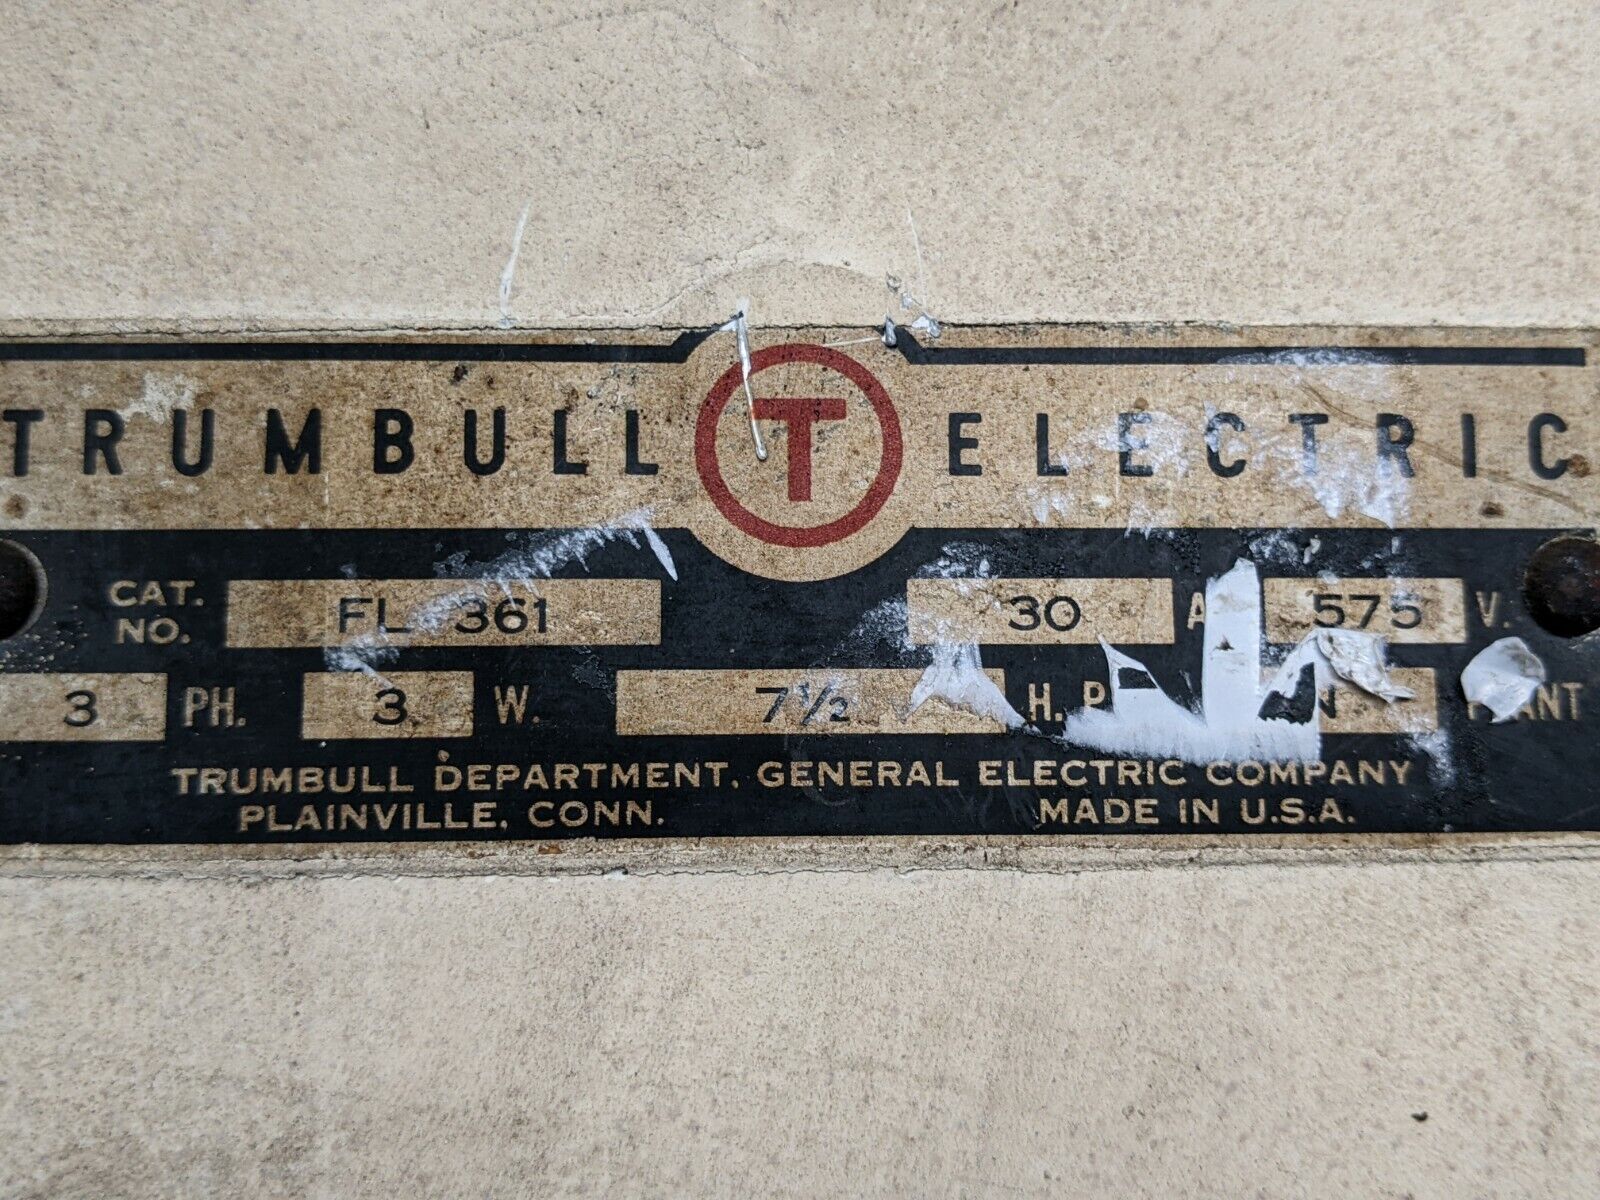 TRUMBULL T ELECTRIC
CAT. NO. FL 361 30 A 575 V.
3 PH. 3 W. 7½ H.P. N
TRUMBULL DEPARTMENT, GENERAL ELECTRIC COMPANY
PLAINVILLE, CONN. MADE IN U.S.A.